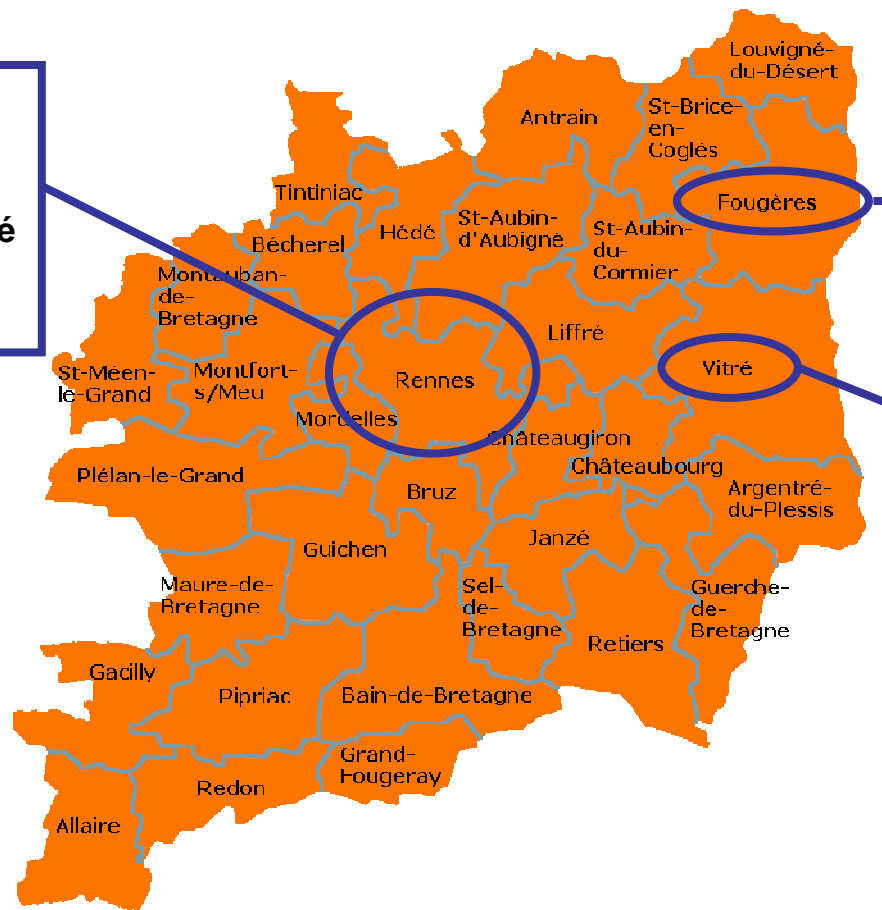 Louvigné-
du-Désert
Antrain
St-Brice-
en-
Coglés
Tintiniac
Fougères
é
Bécherel
Hédé
St-Aubin-
d'Aubigné
St-Aubin-
du-
Cormier
Montauban-
de-
Bretagne
Liffré
St-Méen-
le-Grand
Montfort-
s/Meu
Rennes
Vitré
Mordelles
Châteaugiron
Châteaubourg
Plélan-le-Grand
Bruz
Argentré-
du-Plessis
Guichen
Janzé
Maure-de-
Bretagne
Sel-
de-
Bretagne
Guerche-
de-
Bretagne
Retiers
Gacilly
Pipriac
Bain-de-Bretagne
Grand-
Fougeray
Redon
Allaire